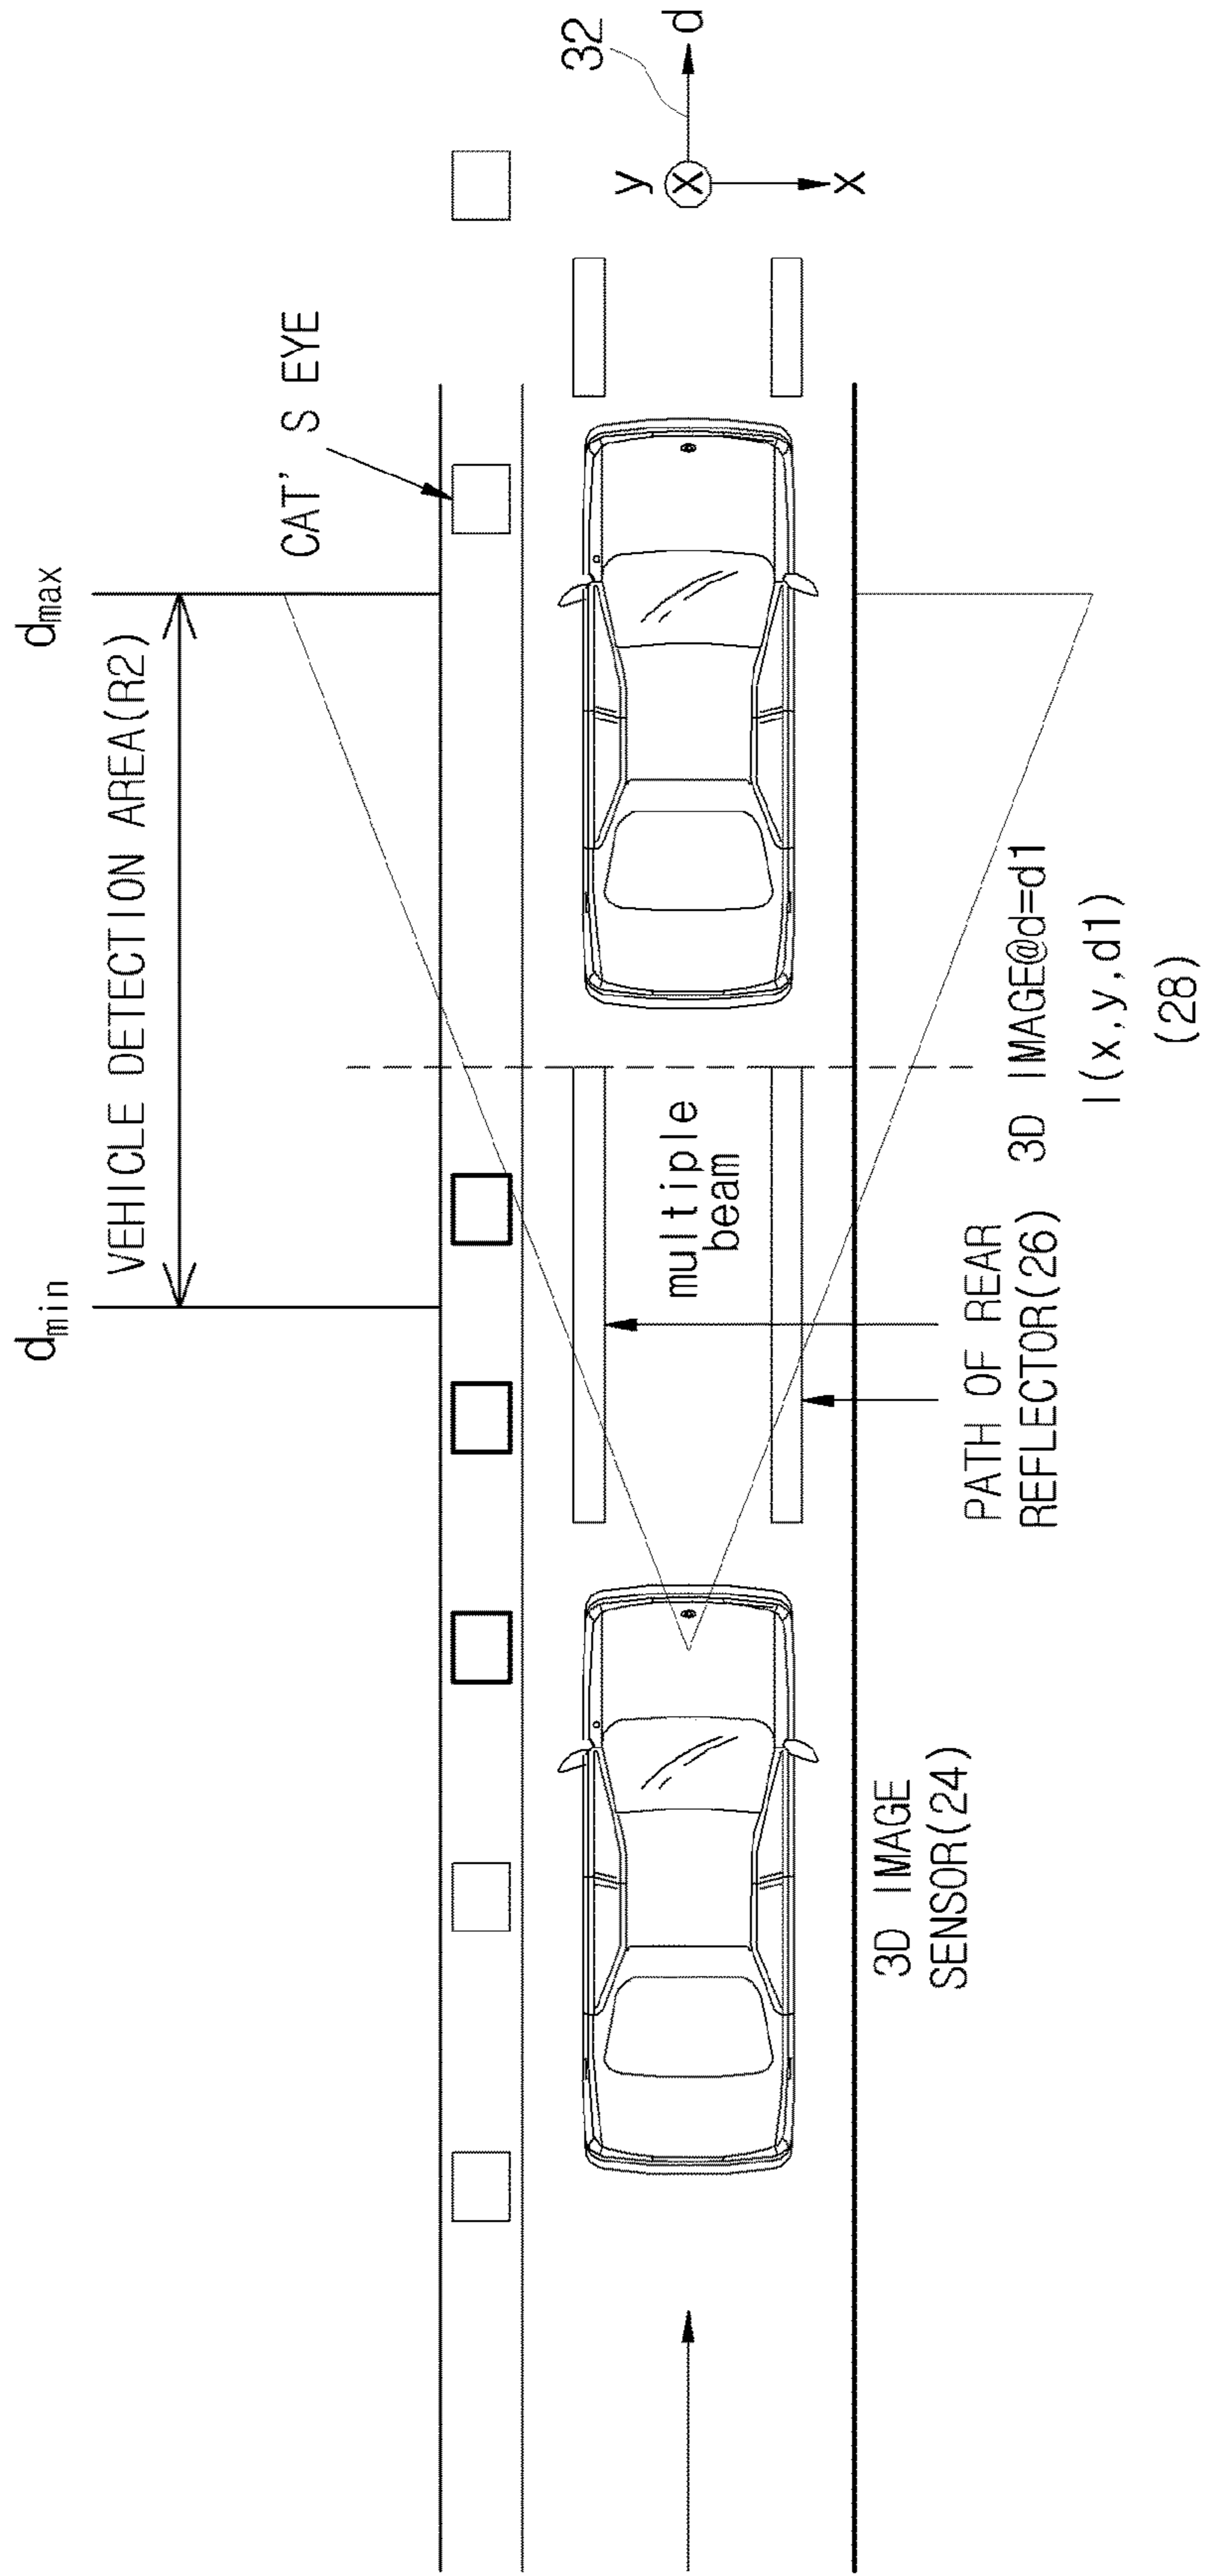 d
32
y
X
X
CAT' S EYE
dmax
VEHICLE DETECTION AREA(R2)
dmin
multiple
beam
3D IMAGE@d=d1
I(x,y,d1)
(28)
PATH OF REAR
REFLECTOR(26)
3D IMAGE
SENSOR(24)